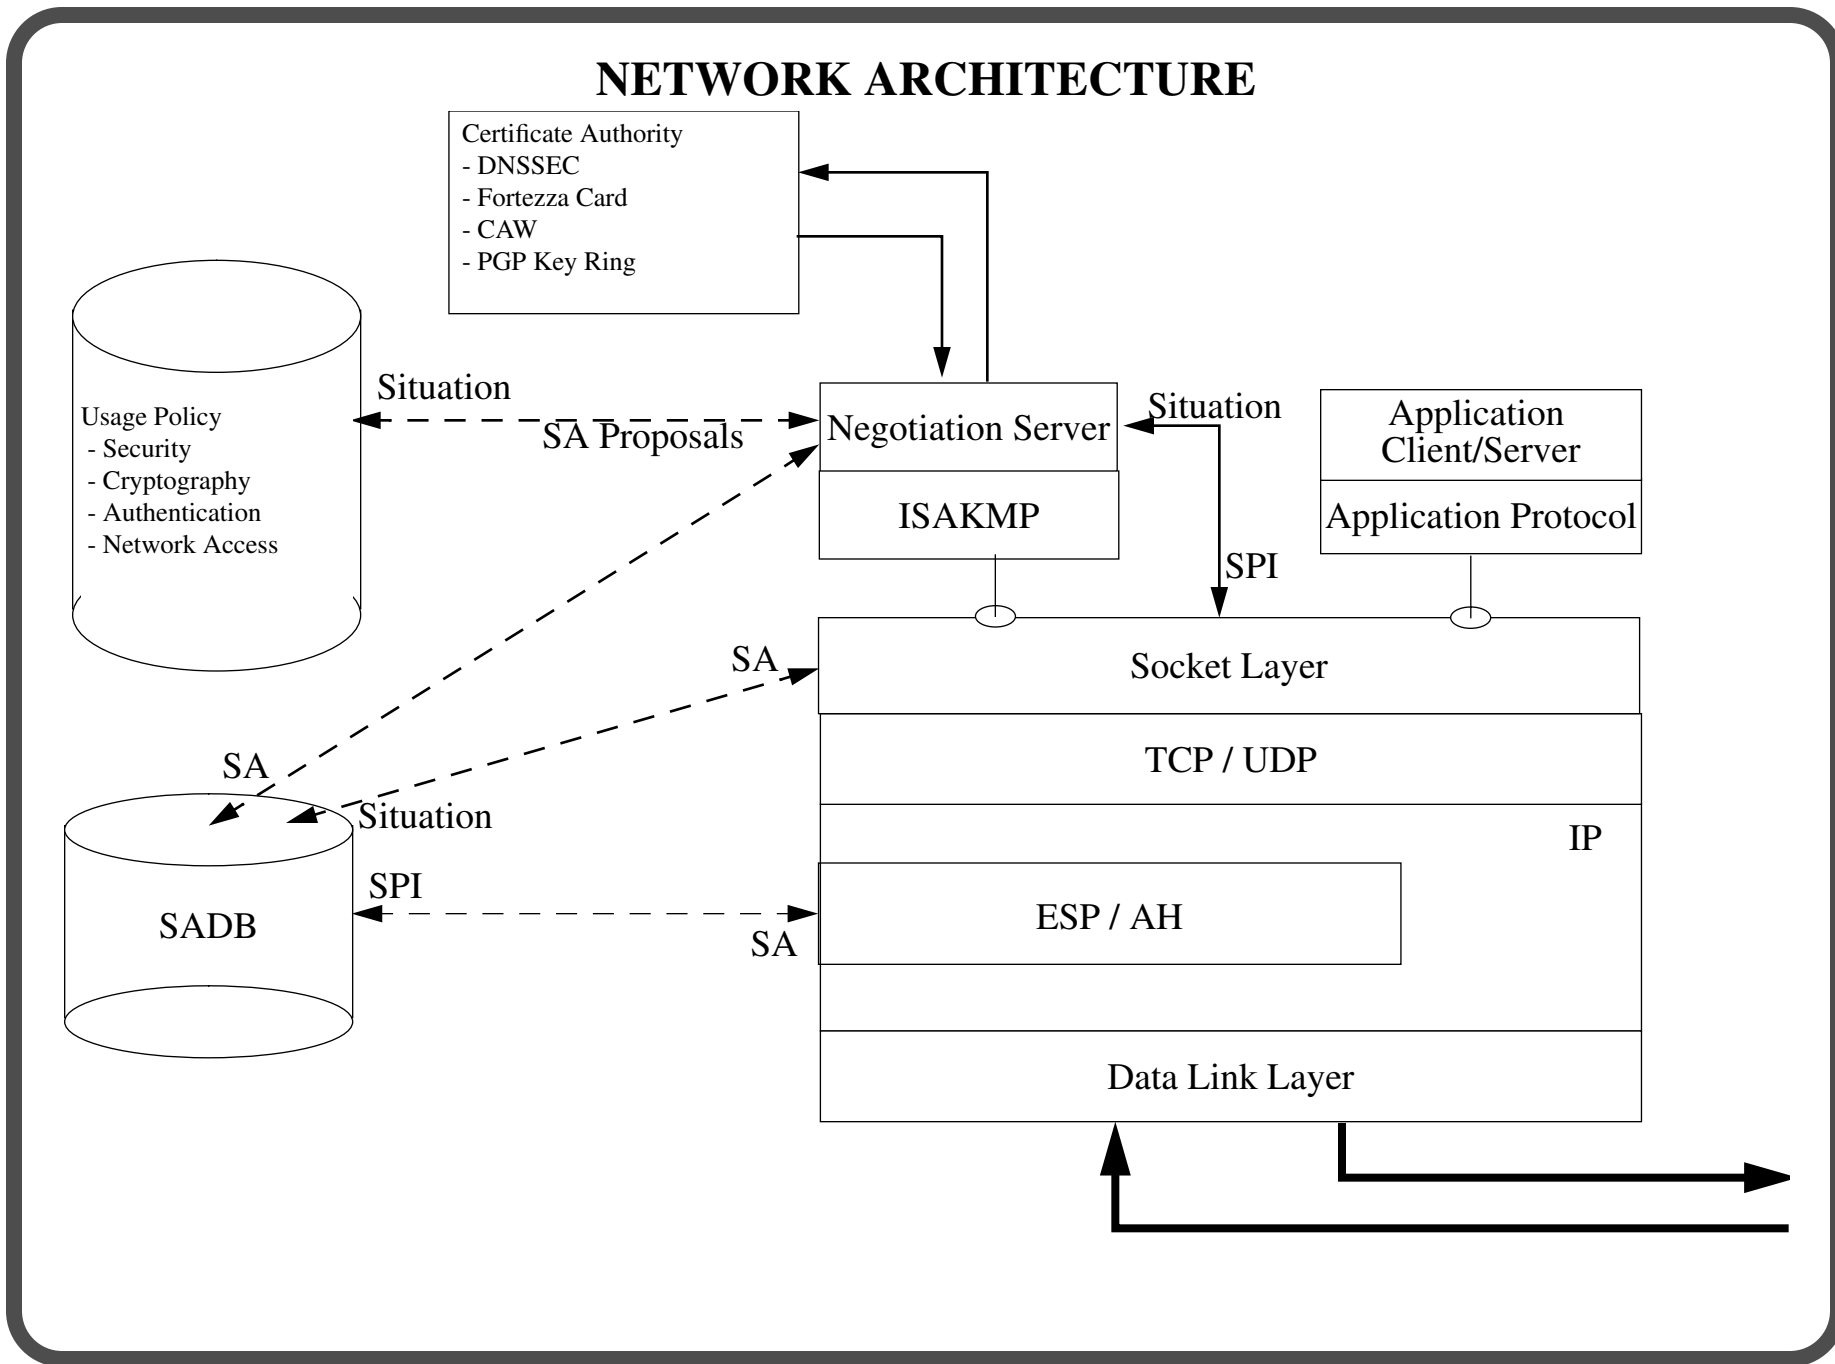 NETWORK ARCHITECTURE
Certificate Authority
- DNSSEC
- Fortezza Card
- CAW
- PGP Key Ring
Usage Policy
- Security
- Cryptography
- Authentication
- Network Access
Situation
SA Proposals
Negotiation Server
ISAKMP
Situation
SPI
Application
Client/Server
Application Protocol
SA
Socket Layer
TCP / UDP
IP
SA
Situation
SADB
SPI
SA
ESP / AH
Data Link Layer